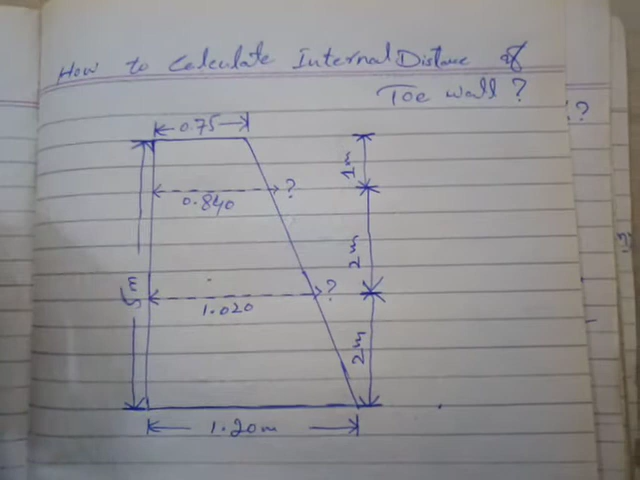 How to Calculate Internal Distance of
Toe wall ?
0.75
1m
?
0.840
2m
5m
?
1.020
2m
1.20m
?